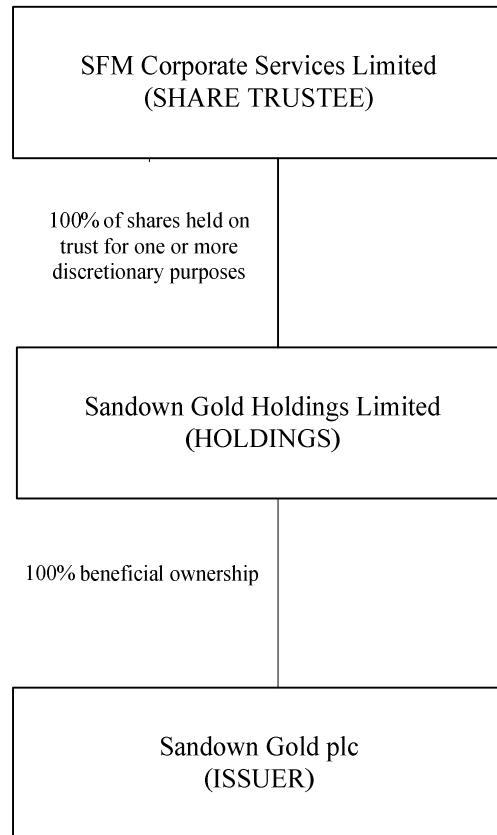 SFM Corporate Services Limited
(SHARE TRUSTEE)
100% of shares held on
trust for one or more
discretionary purposes
Sandown Gold Holdings Limited
(HOLDINGS)
100% beneficial ownership
Sandown Gold plc
(ISSUER)